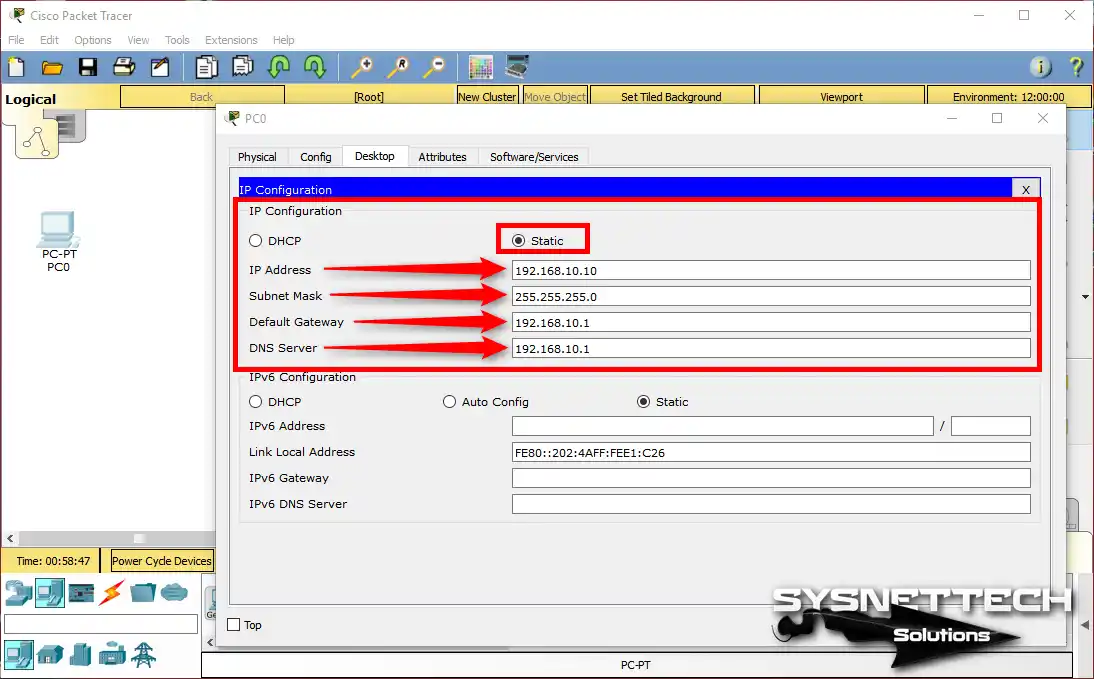 Cisco Packet Tracer
File Edit Options View Tools Extensions Help
R
i ?
Logical Back [Root] New Cluster Move Object Set Tiled Background Viewport Environment: 12:00:00
PC0
Physical Config Desktop Attributes Software/Services
IP Configuration X
IP Configuration
DHCP Static
IP Address 192.168.10.10
Subnet Mask 255.255.255.0
Default Gateway 192.168.10.1
DNS Server 192.168.10.1
PC-PT
PC0
IPv6 Configuration
DHCP Auto Config Static
IPv6 Address /
Link Local Address FE80::202:4AFF:FEE1:C26
IPv6 Gateway
IPv6 DNS Server
Time: 00:58:47 Power Cycle Devices
Top
SYSNETTECH
Solutions
PC-PT